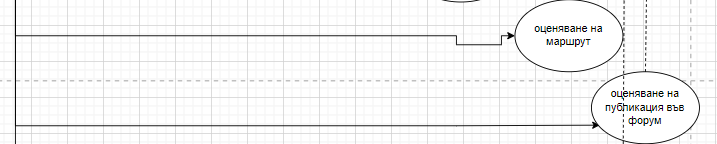 оценяване на
маршрут
оценяване на
публикация във
форум